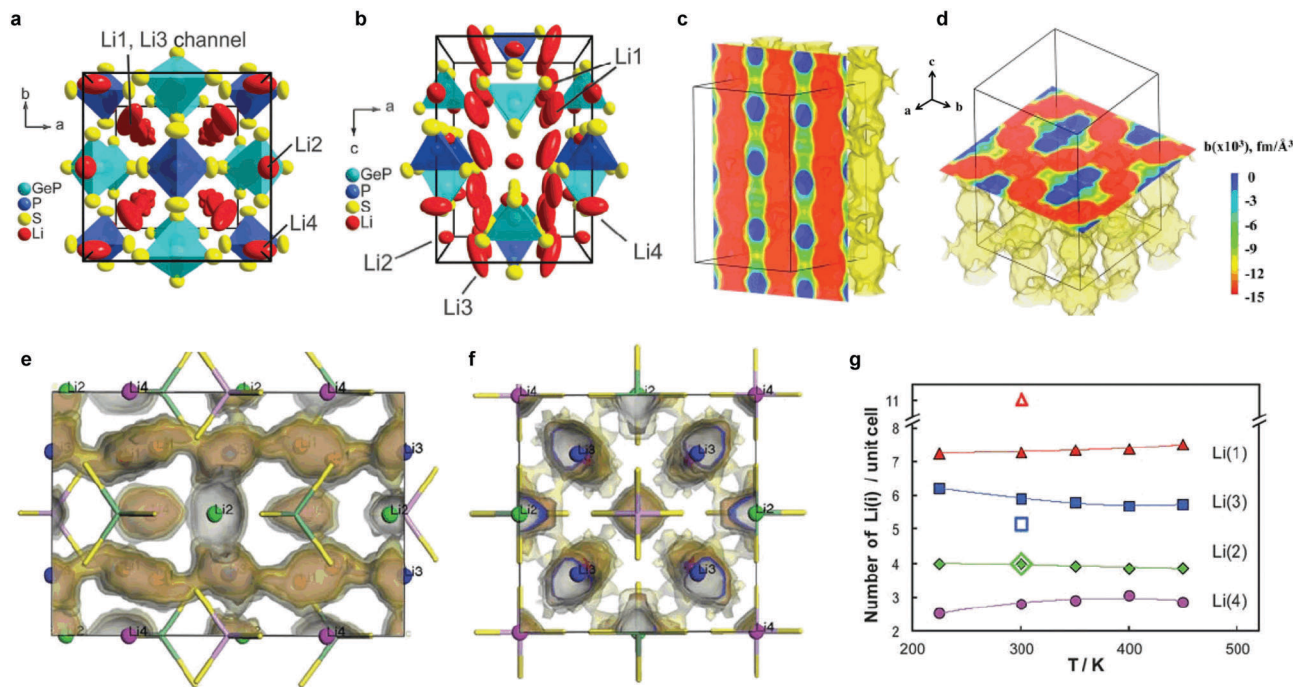 a
Li1, Li3 channel
b
a
Li2
Li4
GeP
P
S
Li
b
a
c
Li1
GeP
P
S
Li
Li2
Li3
Li4
c
d
c
a
b
b(x10³), fm/Å³
0
-3
-6
-9
-12
-15
e
Li2
Li4
Li2
Li4
Li3
Li2
Li2
Li3
Li2
Li4
Li4
f
Li4
Li2
Li4
Li3
Li3
Li2
Li2
Li3
Li3
Li4
Li4
g
11
8
7
6
5
4
3
2
Number of Li(i) / unit cell
Li(1)
Li(3)
Li(2)
Li(4)
200
300
400
500
T / K